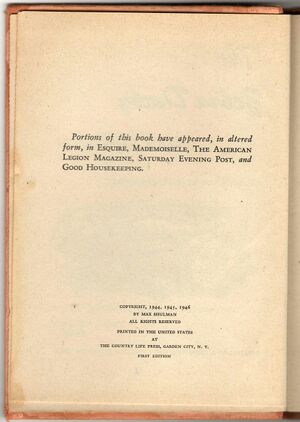 Portions of this book have appeared, in altered
form, in ESQUIRE, MADEMOISELLE, THE AMERICAN
LEGION MAGAZINE, SATURDAY EVENING POST, and
GOOD HOUSEKEEPING.
COPYRIGHT, 1944, 1945, 1946
BY MAX SHULMAN
ALL RIGHTS RESERVED
PRINTED IN THE UNITED STATES
AT
THE COUNTRY LIFE PRESS, GARDEN CITY, N. Y.
FIRST EDITION